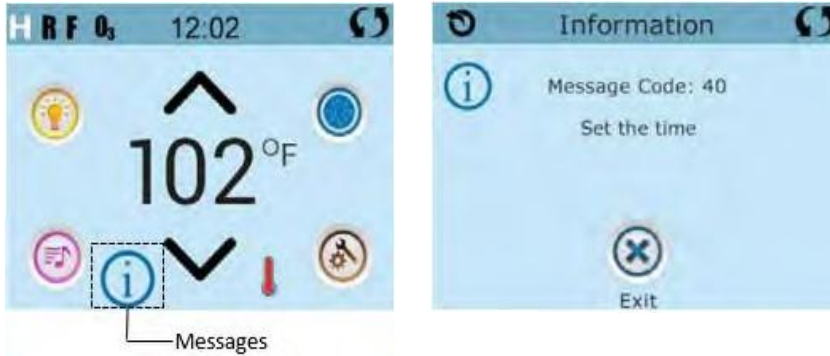 H R F O₃ 12:02
102°F
Messages
Information
Message Code: 40
Set the time
Exit